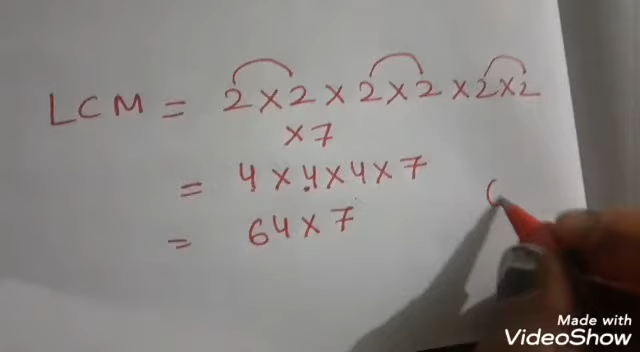 LCM = 2 × 2 × 2 × 2 × 2 × 2
× 7
= 4 × 4 × 4 × 7
= 64 × 7
Made with
VideoShow